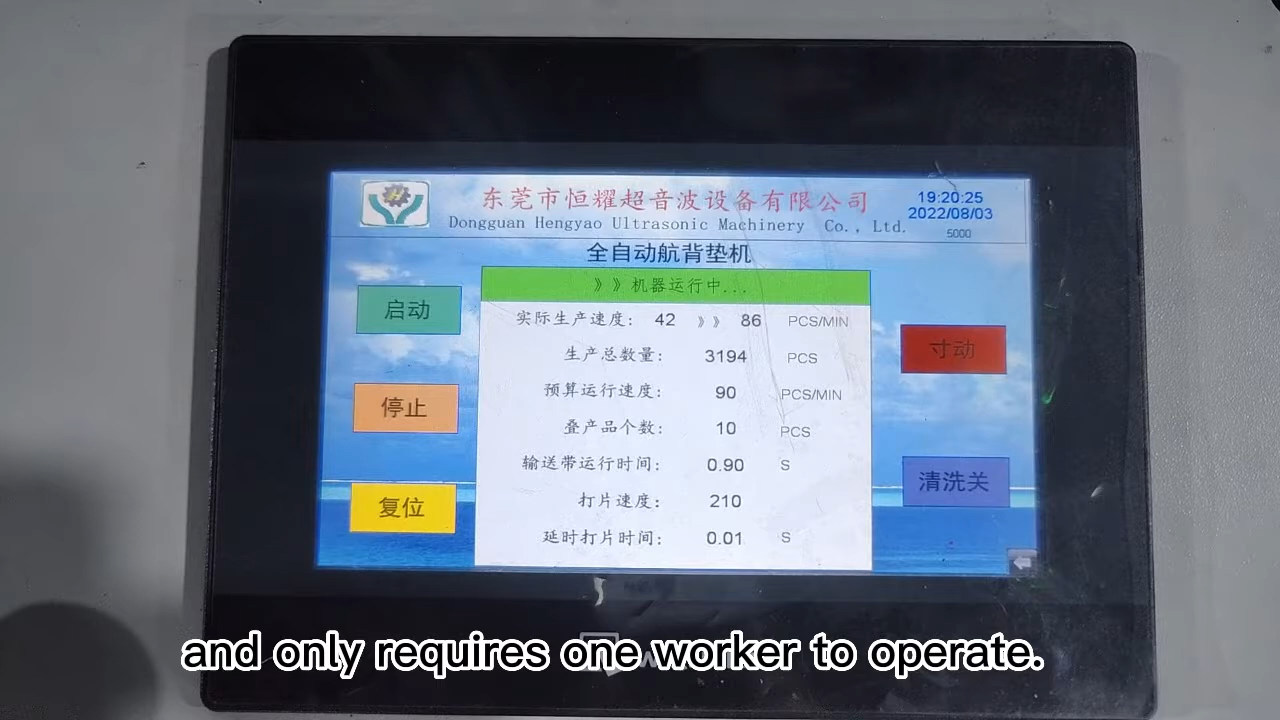 东莞市恒耀超音波设备有限公司
19:20:25
Dongguan Hengyao Ultrasonic Machinery Co., Ltd.
2022/08/03
5000
全自动航背垫机
》》机器运行中...
启动
实际生产速度: 42 》》 86 PCS/MIN
寸动
生产总数量: 3194 PCS
预算运行速度: 90 PCS/MIN
停止
叠产品个数: 10 PCS
输送带运行时间: 0.90 S
清洗关
复位
打片速度: 210
延时打片时间: 0.01 S
and only requires one worker to operate.